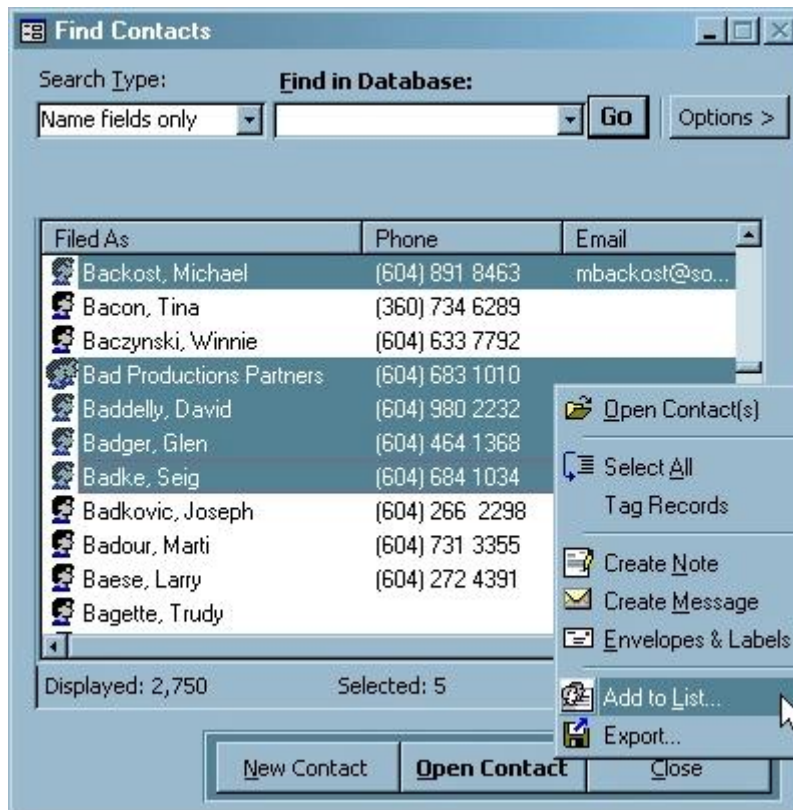 Find Contacts
Search Type: Find in Database:
Name fields only Go Options >
Filed As Phone Email
Backost, Michael (604) 891 8463 mbackost@so...
Bacon, Tina (360) 734 6289
Baczynski, Winnie (604) 633 7792
Bad Productions Partners (604) 683 1010
Baddelly, David (604) 980 2232
Badger, Glen (604) 464 1368
Badke, Seig (604) 684 1034
Badkovic, Joseph (604) 266 2298
Badour, Marti (604) 731 3355
Baese, Larry (604) 272 4391
Bagette, Trudy
Open Contact(s)
Select All
Tag Records
Create Note
Create Message
Envelopes & Labels
Add to List...
Export...
Displayed: 2,750 Selected: 5
New Contact Open Contact Close